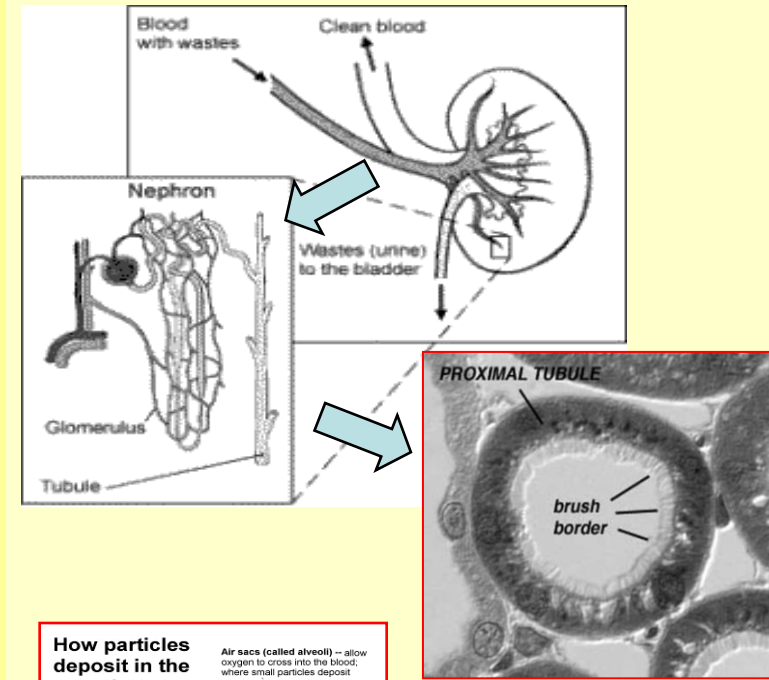 Blood
with wastes
Clean blood
Nephron
Wastes (urine)
to the bladder
Glomerulus
Tubule
PROXIMAL TUBULE
brush
border
How particles
deposit in the
Air sacs (called alveoli) -- allow
oxygen to cross into the blood;
where small particles deposit